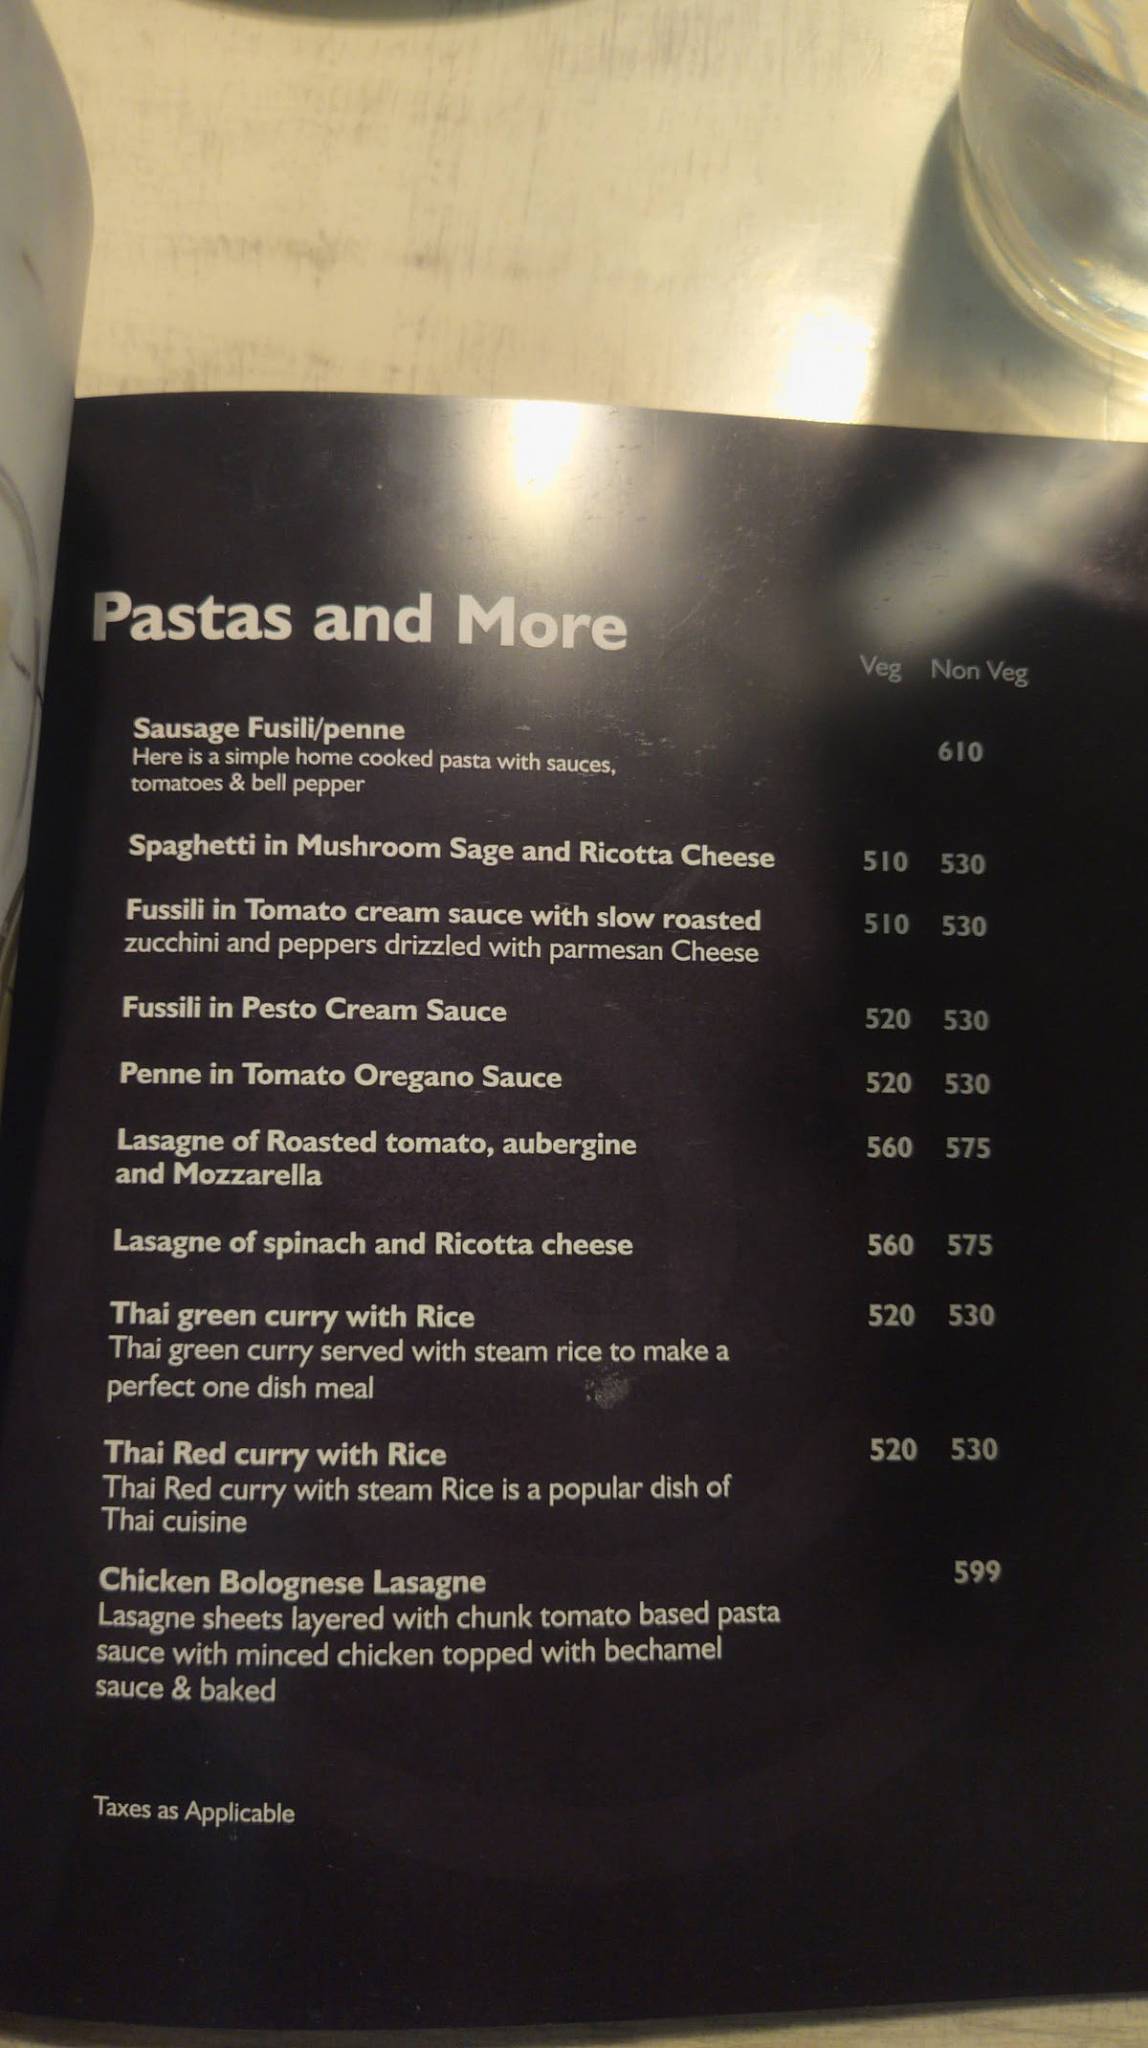 Pastas and More
Veg Non Veg
Sausage Fusili/penne 610
Here is a simple home cooked pasta with sauces,
tomatoes & bell pepper
Spaghetti in Mushroom Sage and Ricotta Cheese 510 530
Fussili in Tomato cream sauce with slow roasted 510 530
zucchini and peppers drizzled with parmesan Cheese
Fussili in Pesto Cream Sauce 520 530
Penne in Tomato Oregano Sauce 520 530
Lasagne of Roasted tomato, aubergine 560 575
and Mozzarella
Lasagne of spinach and Ricotta cheese 560 575
Thai green curry with Rice 520 530
Thai green curry served with steam rice to make a
perfect one dish meal
Thai Red curry with Rice 520 530
Thai Red curry with steam Rice is a popular dish of
Thai cuisine
Chicken Bolognese Lasagne 599
Lasagne sheets layered with chunk tomato based pasta
sauce with minced chicken topped with bechamel
sauce & baked
Taxes as Applicable